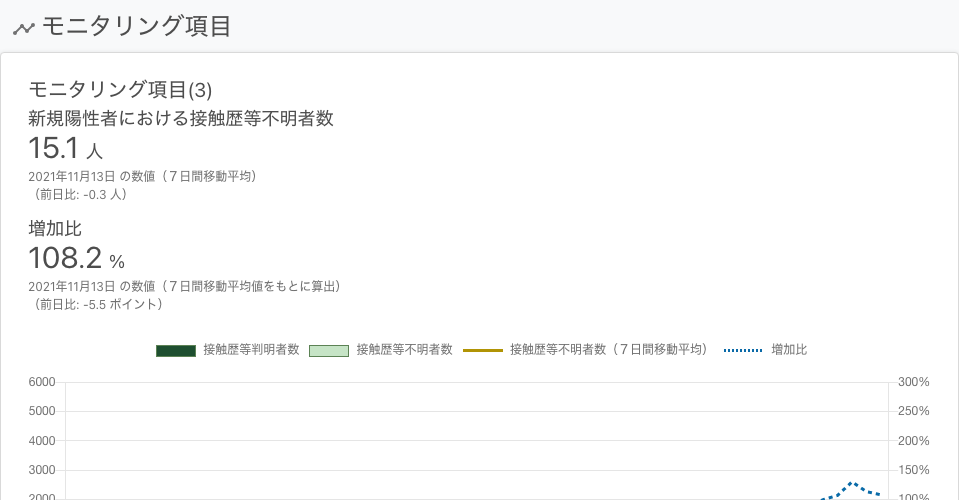 モニタリング項目
モニタリング項目(3)
新規陽性者における接触歴等不明者数
15.1 人
2021年11月13日 の数値（７日間移動平均）
（前日比: -0.3 人）
増加比
108.2 %
2021年11月13日 の数値（７日間移動平均値をもとに算出）
（前日比: -5.5 ポイント）
接触歴等判明者数 接触歴等不明者数 接触歴等不明者数（７日間移動平均） 増加比
6000 300%
5000 250%
4000 200%
3000 150%
2000 100%